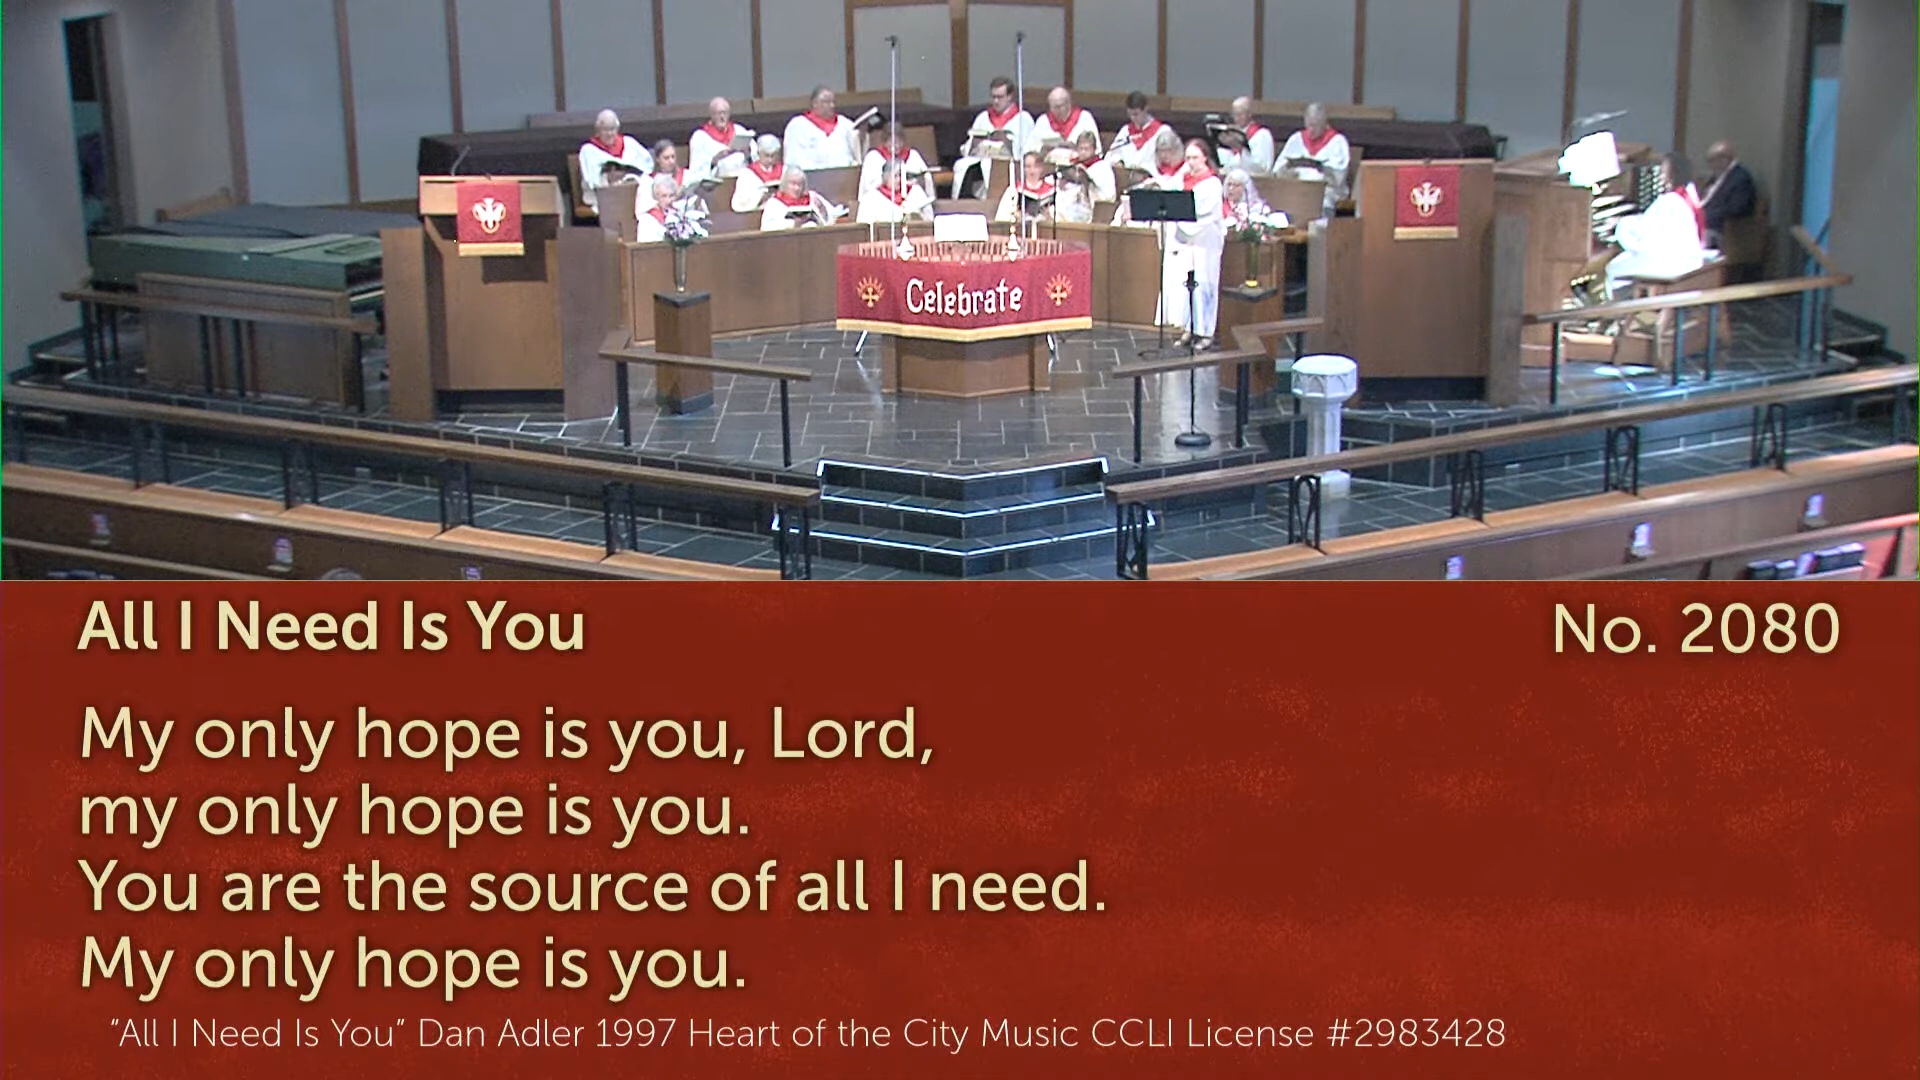 Celebrate
All I Need Is You
No. 2080
My only hope is you, Lord,
my only hope is you.
You are the source of all I need.
My only hope is you.
“All I Need Is You” Dan Adler 1997 Heart of the City Music CCLI License #2983428